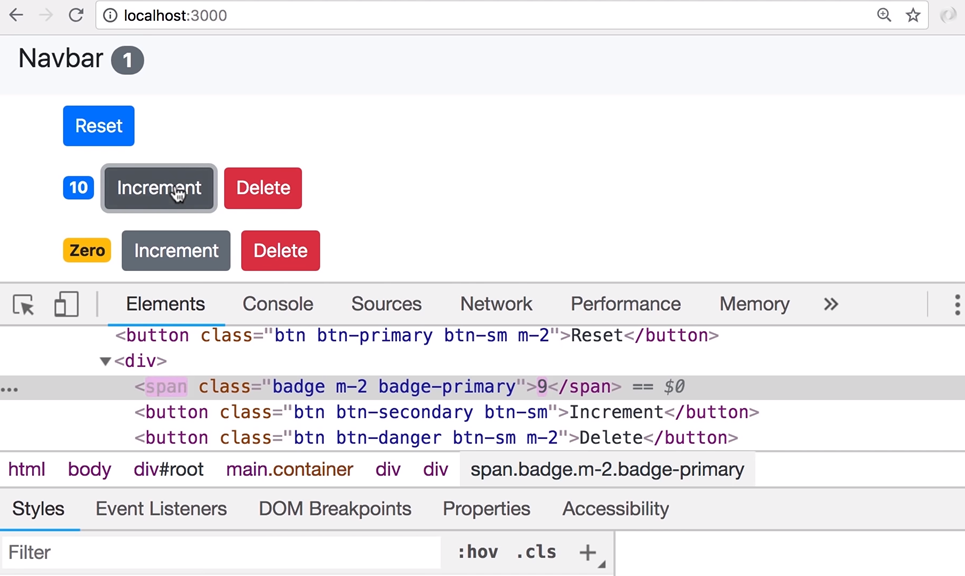 localhost:3000
Navbar 1
Reset
10 Increment Delete
Zero Increment Delete
Elements Console Sources Network Performance Memory »
<button class="btn btn-primary btn-sm m-2">Reset</button>
▼<div>
... <span class="badge m-2 badge-primary">9</span> == $0
<button class="btn btn-secondary btn-sm">Increment</button>
<button class="btn btn-danger btn-sm m-2">Delete</button>
html body div#root main.container div div span.badge.m-2.badge-primary
Styles Event Listeners DOM Breakpoints Properties Accessibility
Filter :hov .cls +